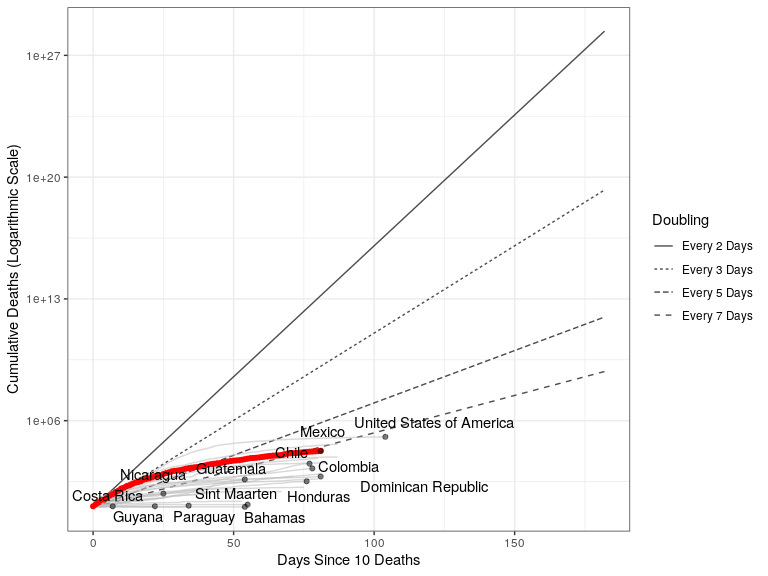 1e+27
1e+20
1e+13
1e+06
Cumulative Deaths (Logarithmic Scale)
United States of America
Mexico
Chile
Nicaragua
Guatemala
Colombia
Dominican Republic
Costa Rica
Sint Maarten
Honduras
Guyana
Paraguay
Bahamas
0
50
100
150
Days Since 10 Deaths
Doubling
Every 2 Days
Every 3 Days
Every 5 Days
Every 7 Days